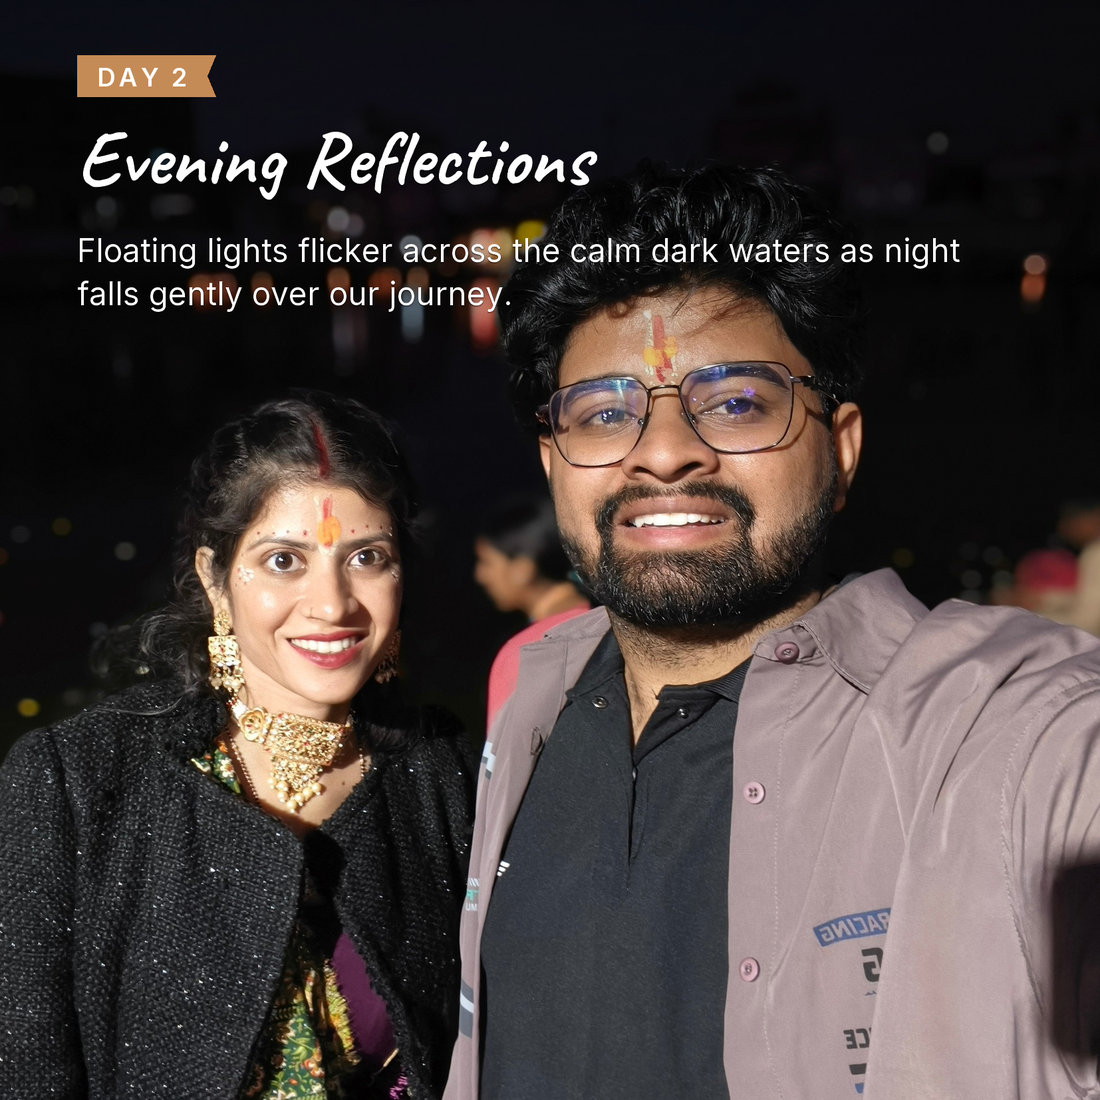 DAY 2
Evening Reflections
Floating lights flicker across the calm dark waters as night
falls gently over our journey.
RACING